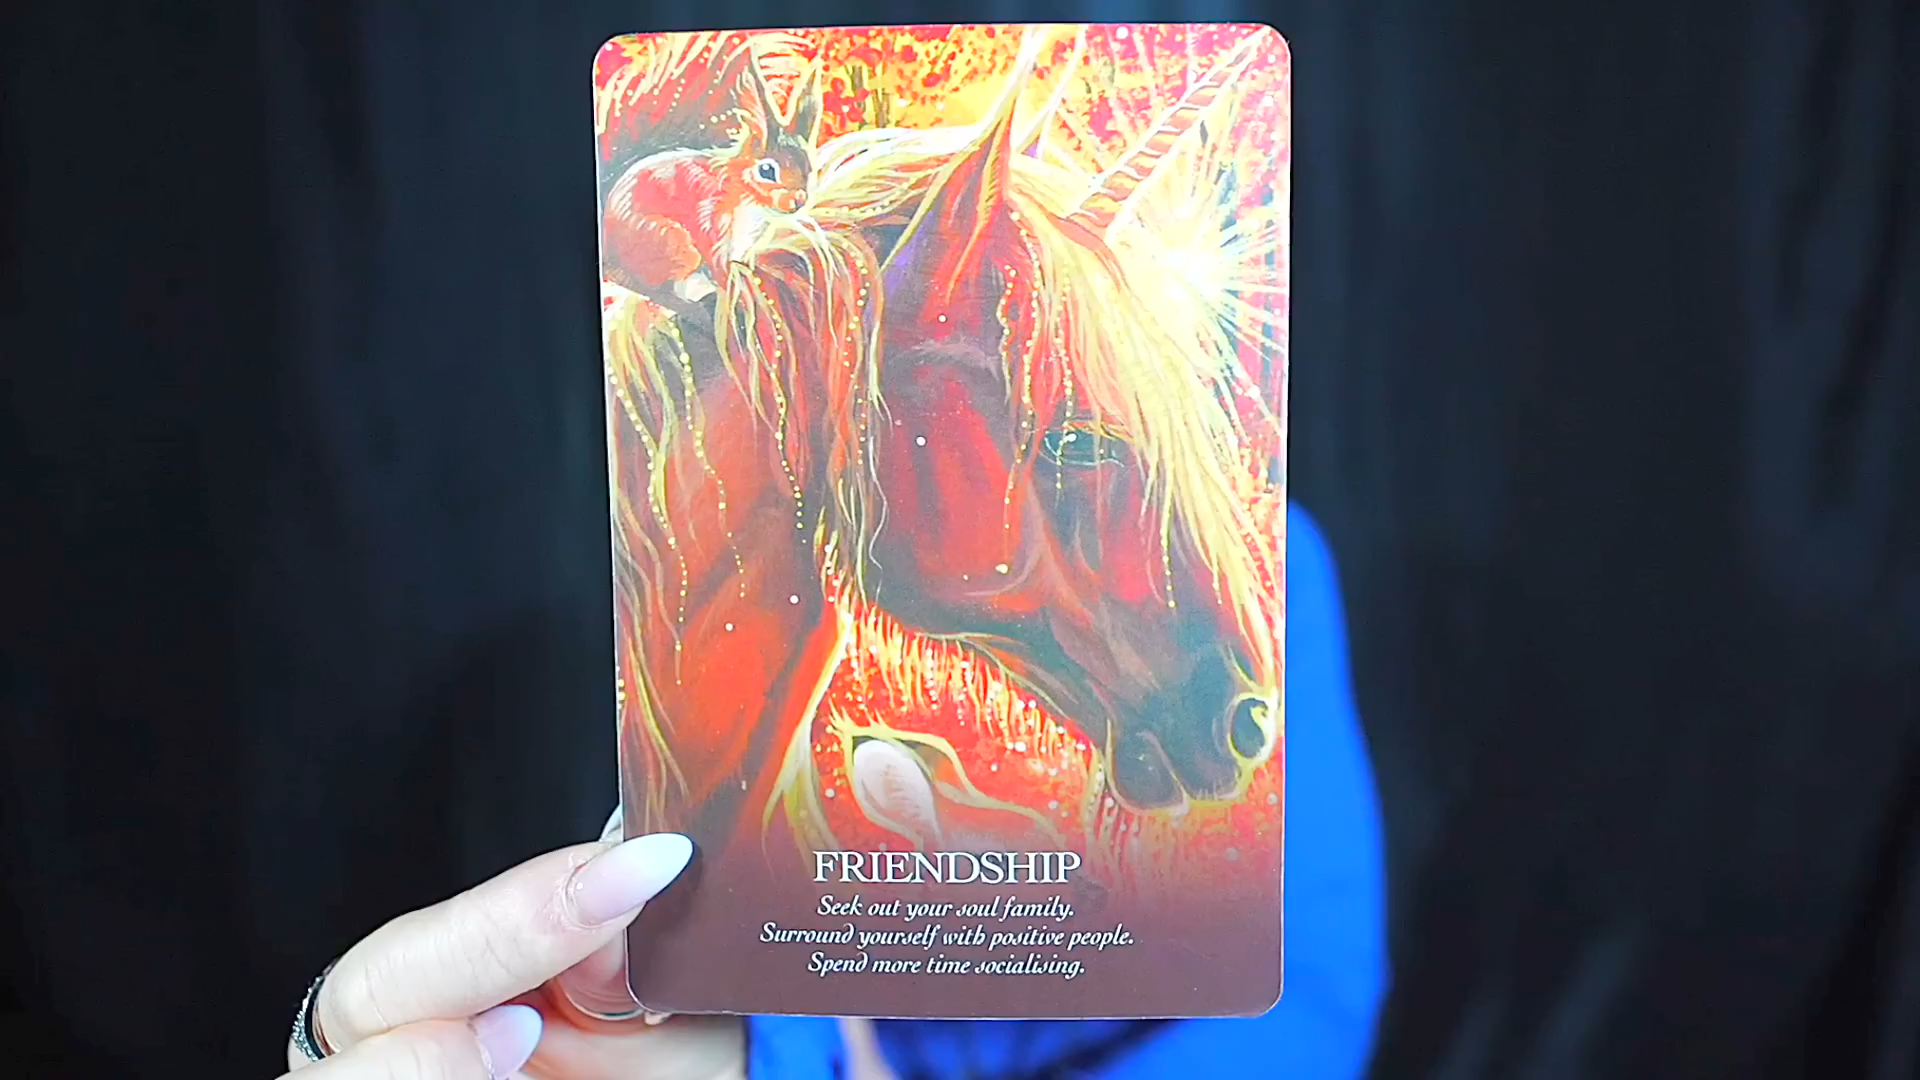 FRIENDSHIP
Seek out your soul family.
Surround yourself with positive people.
Spend more time socialising.